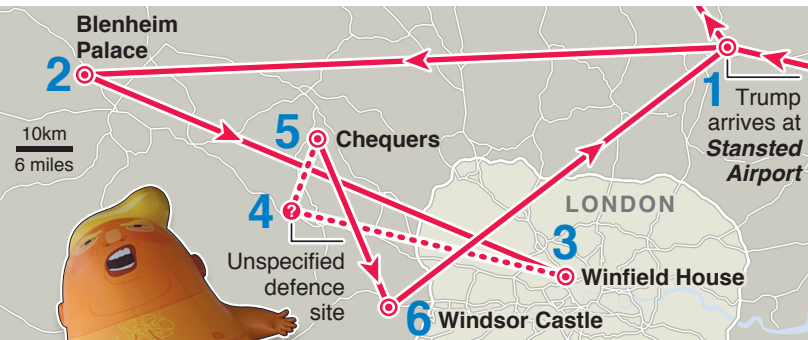 Blenheim
Palace
2
10km
6 miles
5
Chequers
4
?
Unspecified
defence
site
1
Trump
arrives at
Stansted
Airport
LONDON
3
Winfield House
6
Windsor Castle